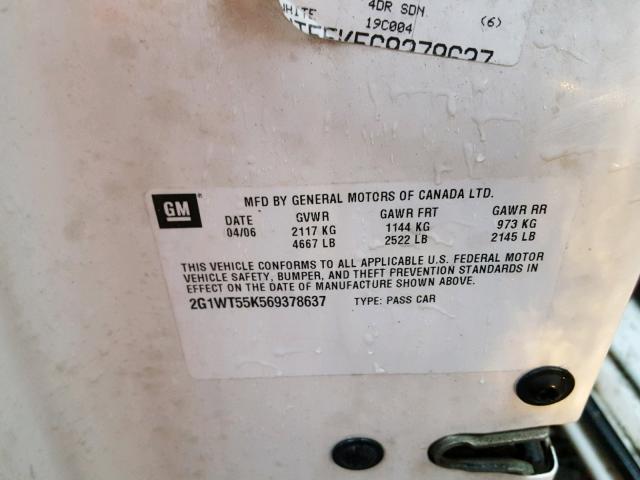 WHITE
4DR SDN
19C004
(6)
GM
MFD BY GENERAL MOTORS OF CANADA LTD.
DATE GVWR GAWR FRT GAWR RR
04/06 2117 KG 1144 KG 973 KG
4667 LB 2522 LB 2145 LB
THIS VEHICLE CONFORMS TO ALL APPLICABLE U.S. FEDERAL MOTOR
VEHICLE SAFETY, BUMPER, AND THEFT PREVENTION STANDARDS IN
EFFECT ON THE DATE OF MANUFACTURE SHOWN ABOVE.
2G1WT55K569378637 TYPE: PASS CAR